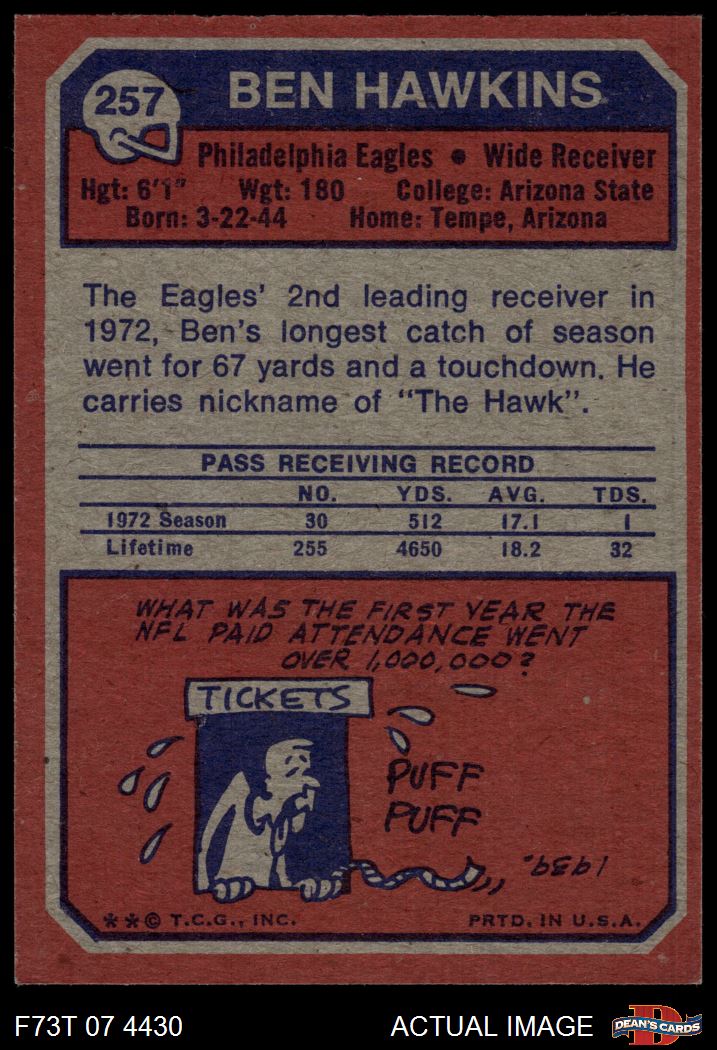 257
BEN HAWKINS
Philadelphia Eagles • Wide Receiver
Hgt: 6'1" Wgt: 180 College: Arizona State
Born: 3-22-44 Home: Tempe, Arizona
The Eagles' 2nd leading receiver in
1972, Ben's longest catch of season
went for 67 yards and a touchdown. He
carries nickname of "The Hawk".
PASS RECEIVING RECORD
NO. YDS. AVG. TDS.
1972 Season 30 512 17.1 1
Lifetime 255 4650 18.2 32
WHAT WAS THE FIRST YEAR THE
NFL PAID ATTENDANCE WENT
OVER 1,000,000?
TICKETS
PUFF
PUFF
1939.
**© T.C.G., INC. PRTD. IN U.S.A.
F73T 07 4430 ACTUAL IMAGE D DEAN'S CARDS